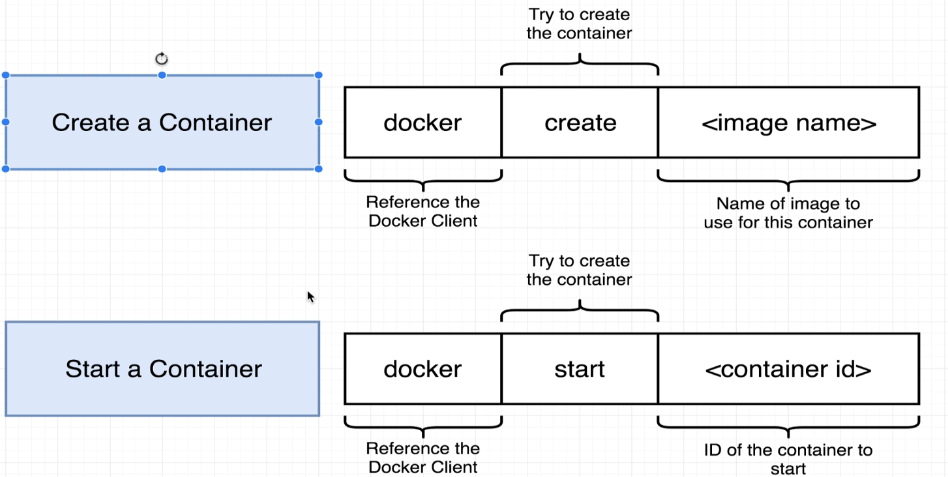 Try to create
the container
Create a Container
docker
create
<image name>
Reference the
Docker Client
Name of image to
use for this container
Try to create
the container
Start a Container
docker
start
<container id>
Reference the
Docker Client
ID of the container to
start